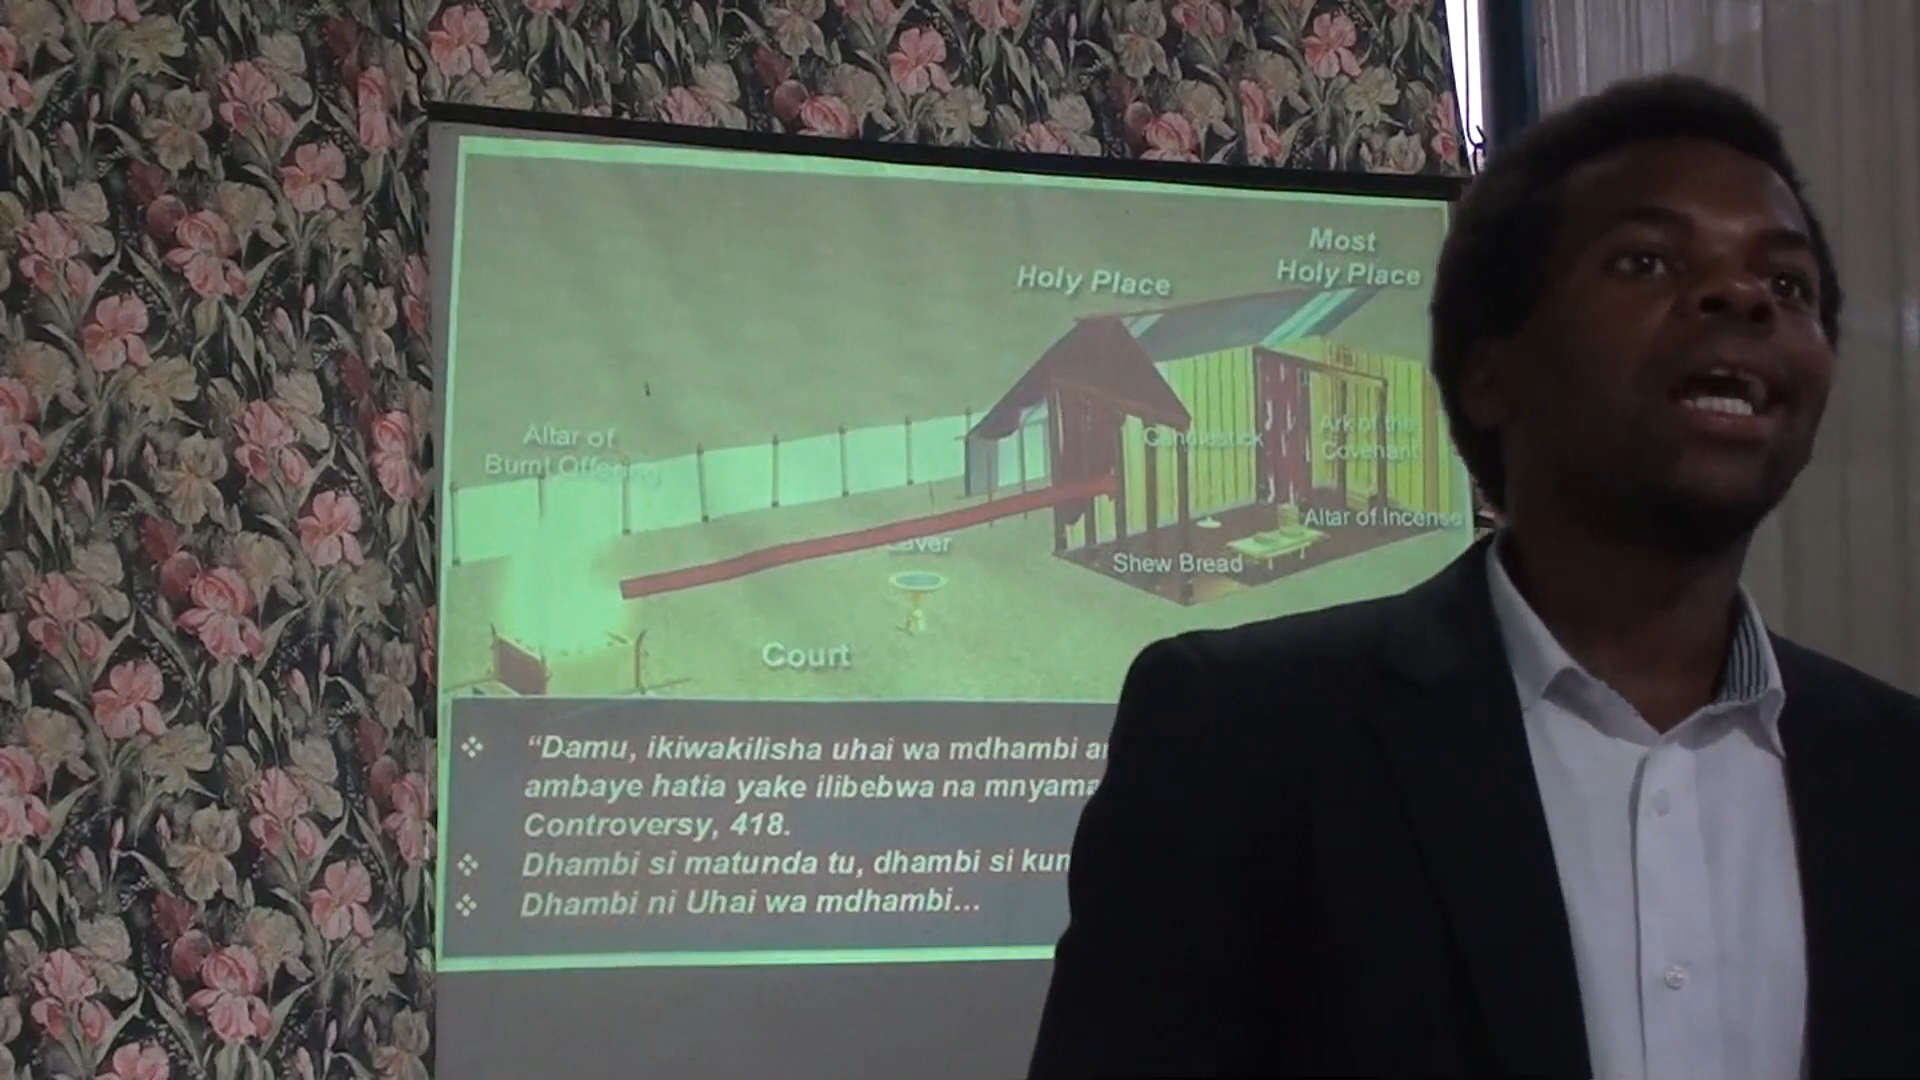 Most
Holy Place
Holy Place
Altar of
Burnt Offering
Candlestick
Ark of the
Covenant
Altar of Incense
Laver
Shew Bread
Court
❖ “Damu, ikiwakilisha uhai wa mdhambi
ambaye hatia yake ilibebwa na mnyama
Controversy, 418.
❖ Dhambi si matunda tu, dhambi si
❖ Dhambi ni Uhai wa mdhambi...